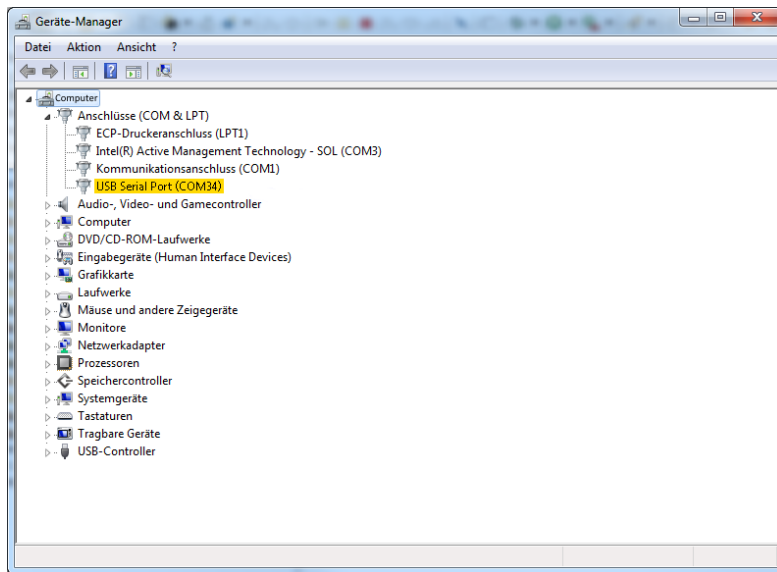 Geräte-Manager
Datei Aktion Ansicht ?
Computer
Anschlüsse (COM & LPT)
ECP-Druckeranschluss (LPT1)
Intel(R) Active Management Technology - SOL (COM3)
Kommunikationsanschluss (COM1)
USB Serial Port (COM34)
Audio-, Video- und Gamecontroller
Computer
DVD/CD-ROM-Laufwerke
Eingabegeräte (Human Interface Devices)
Grafikkarte
Laufwerke
Mäuse und andere Zeigegeräte
Monitore
Netzwerkadapter
Prozessoren
Speichercontroller
Systemgeräte
Tastaturen
Tragbare Geräte
USB-Controller